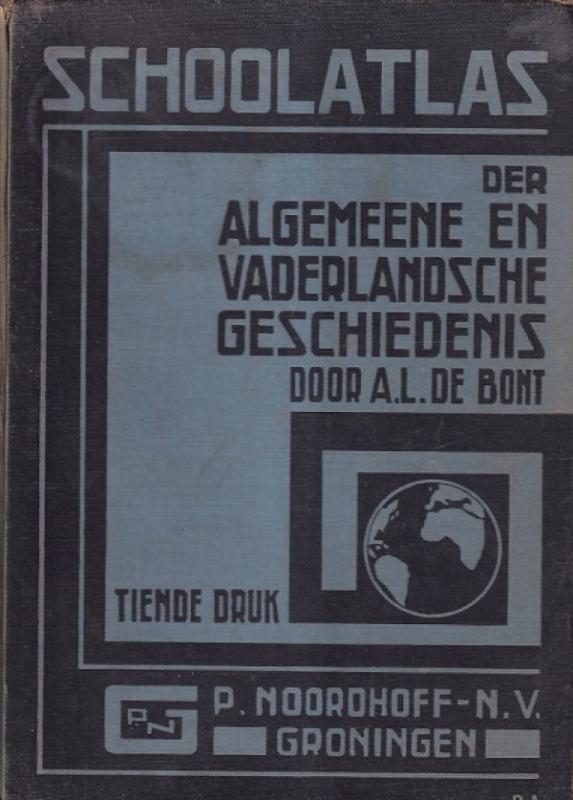 SCHOOLATLAS
DER
ALGEMEENE EN
VADERLANDSCHE
GESCHIEDENIS
DOOR A.L. DE BONT
TIENDE DRUK
P.N
G
P. NOORDHOFF-N.V.
GRONINGEN